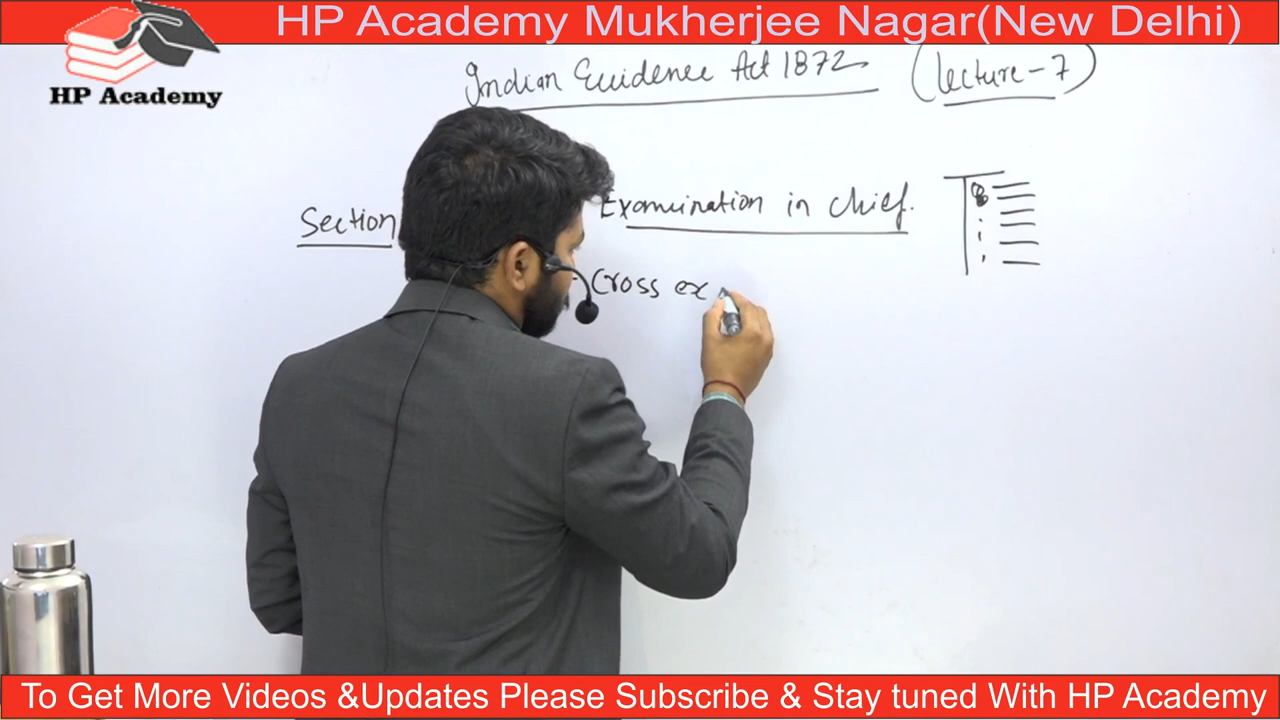 HP Academy Mukherjee Nagar(New Delhi)
HP Academy
Indian Evidence Act 1872 (lecture-7)
Section
Examination in chief.
Cross ex
To Get More Videos &Updates Please Subscribe & Stay tuned With HP Academy